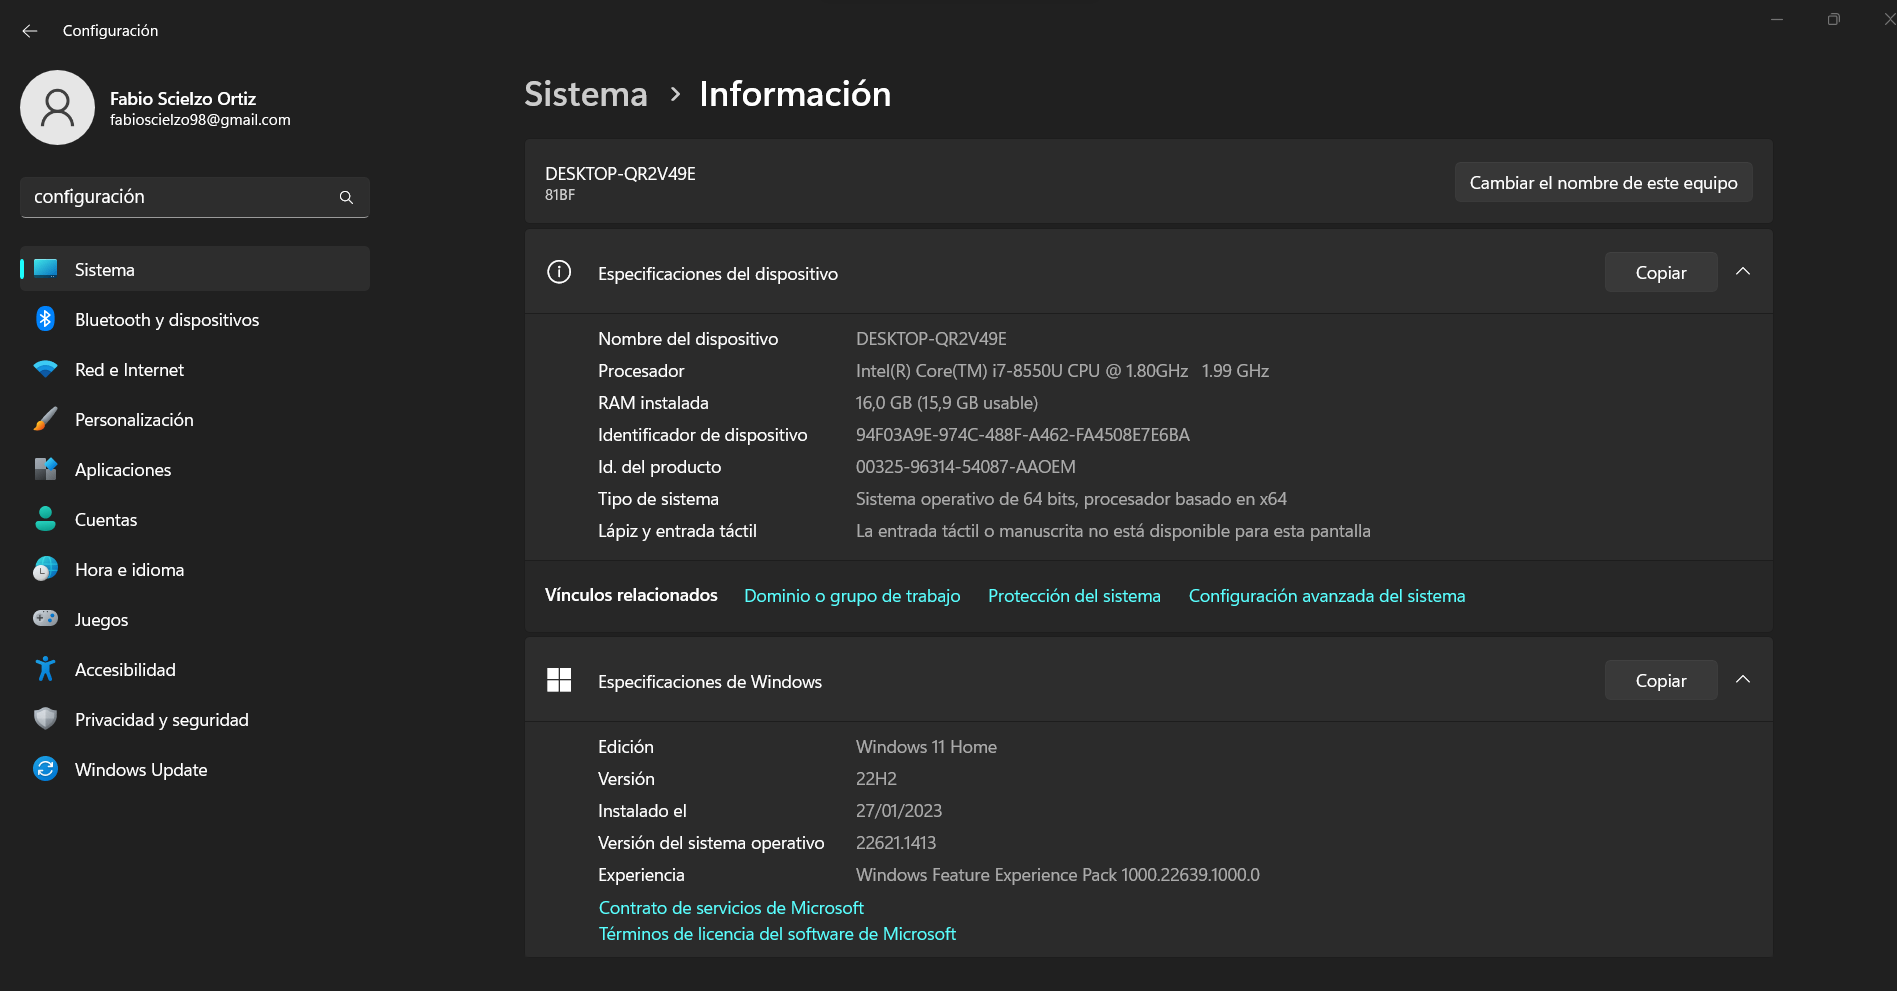 Configuración
Fabio Scielzo Ortiz
fabioscielzo98@gmail.com
configuración
Sistema
Bluetooth y dispositivos
Red e Internet
Personalización
Aplicaciones
Cuentas
Hora e idioma
Juegos
Accesibilidad
Privacidad y seguridad
Windows Update
Sistema > Información
DESKTOP-QR2V49E
81BF
Cambiar el nombre de este equipo
Especificaciones del dispositivo
Copiar
Nombre del dispositivo DESKTOP-QR2V49E
Procesador Intel(R) Core(TM) i7-8550U CPU @ 1.80GHz 1.99 GHz
RAM instalada 16,0 GB (15,9 GB usable)
Identificador de dispositivo 94F03A9E-974C-488F-A462-FA4508E7E6BA
Id. del producto 00325-96314-54087-AAOEM
Tipo de sistema Sistema operativo de 64 bits, procesador basado en x64
Lápiz y entrada táctil La entrada táctil o manuscrita no está disponible para esta pantalla
Vínculos relacionados Dominio o grupo de trabajo Protección del sistema Configuración avanzada del sistema
Especificaciones de Windows
Copiar
Edición Windows 11 Home
Versión 22H2
Instalado el 27/01/2023
Versión del sistema operativo 22621.1413
Experiencia Windows Feature Experience Pack 1000.22639.1000.0
Contrato de servicios de Microsoft
Términos de licencia del software de Microsoft